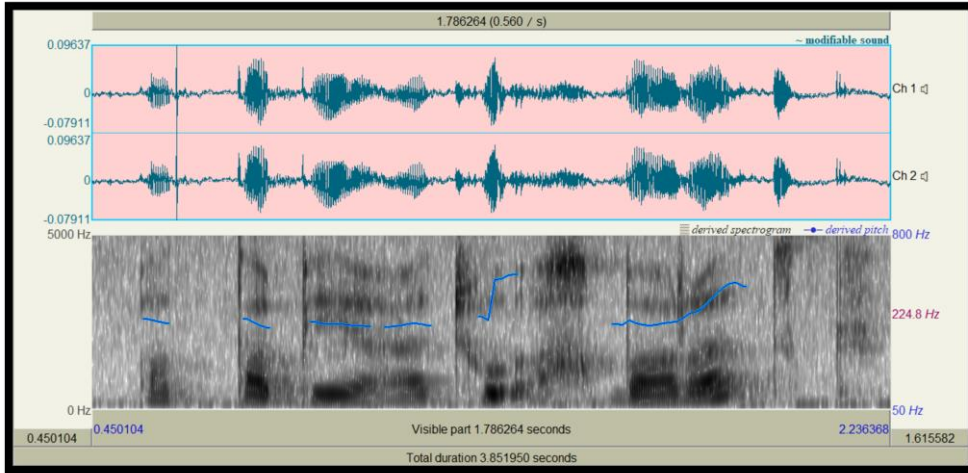 1.786264 (0.560 / s)
~ modifiable sound
0.09637
0
-0.07911
Ch 1
0.09637
0
-0.07911
Ch 2
derived spectrogram derived pitch
5000 Hz
800 Hz
224.8 Hz
0 Hz
50 Hz
0.450104
0.450104
Visible part 1.786264 seconds
2.236368
1.615582
Total duration 3.851950 seconds